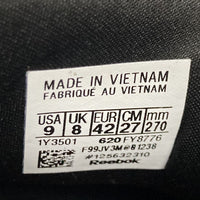 MADE IN VIETNAM
FABRIQUÉ AU VIETNAM
USA UK EUR CM mm
9 8 42 27 270
1Y3501 620 FY8776
F99JV3M@B1238
#125632310
Reebok